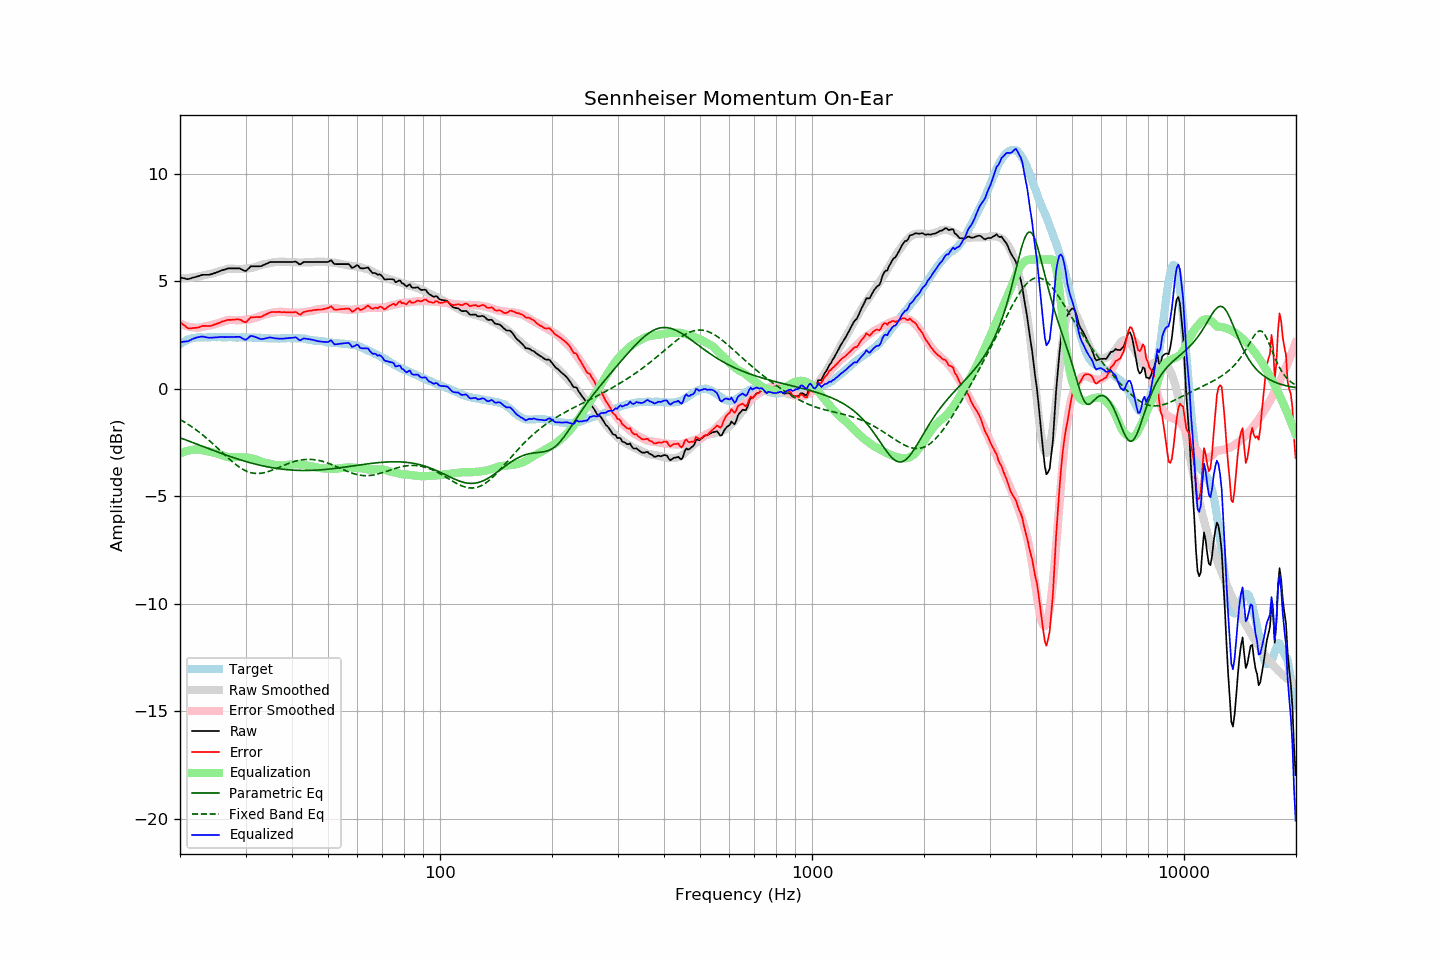 Sennheiser Momentum On-Ear
10
5
0
−5
−10
−15
−20
Amplitude (dBr)
Target
Raw Smoothed
Error Smoothed
Raw
Error
Equalization
Parametric Eq
Fixed Band Eq
Equalized
100
1000
10000
Frequency (Hz)